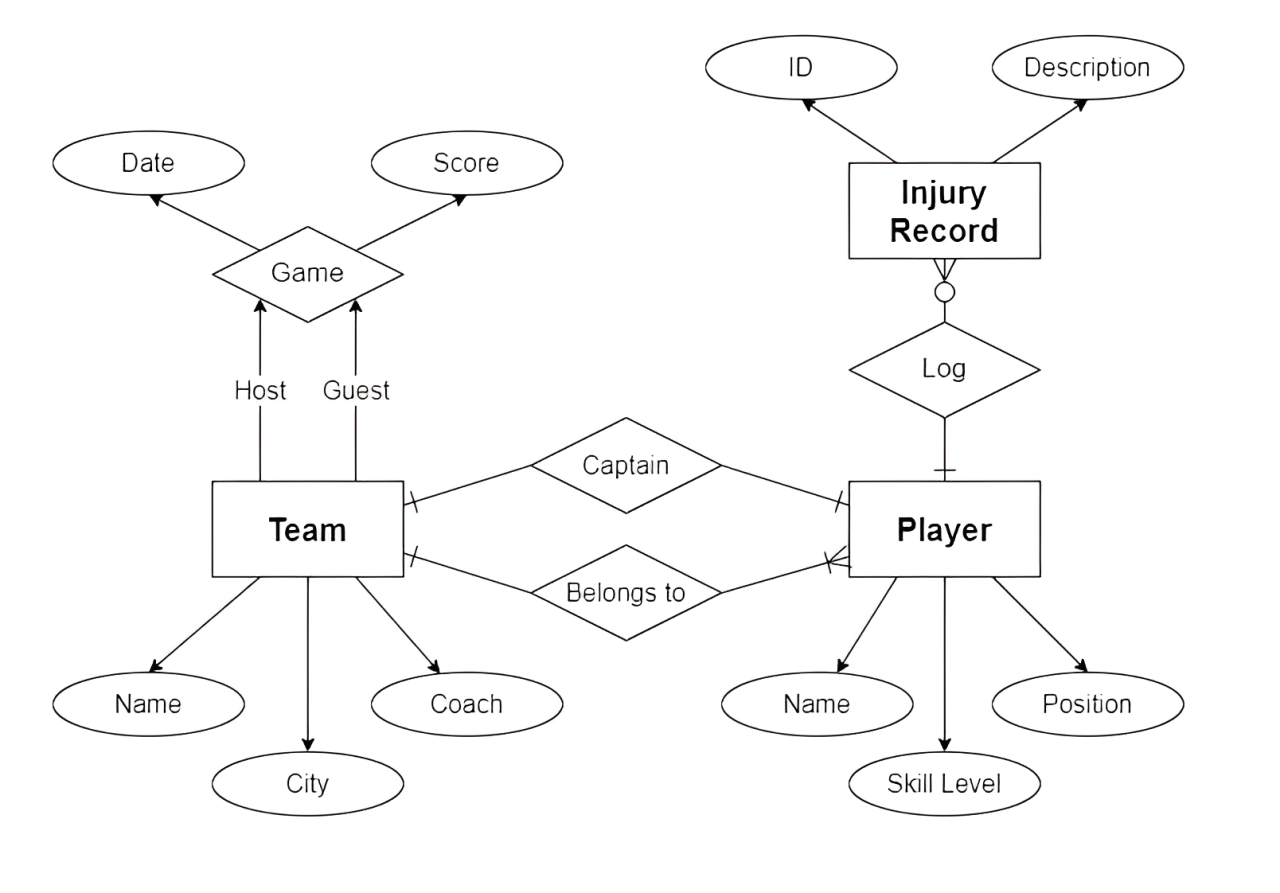 ID
Description
Date
Score
Injury
Record
Game
Log
Host
Guest
Captain
Team
Player
Belongs to
Name
Coach
Name
Position
City
Skill Level